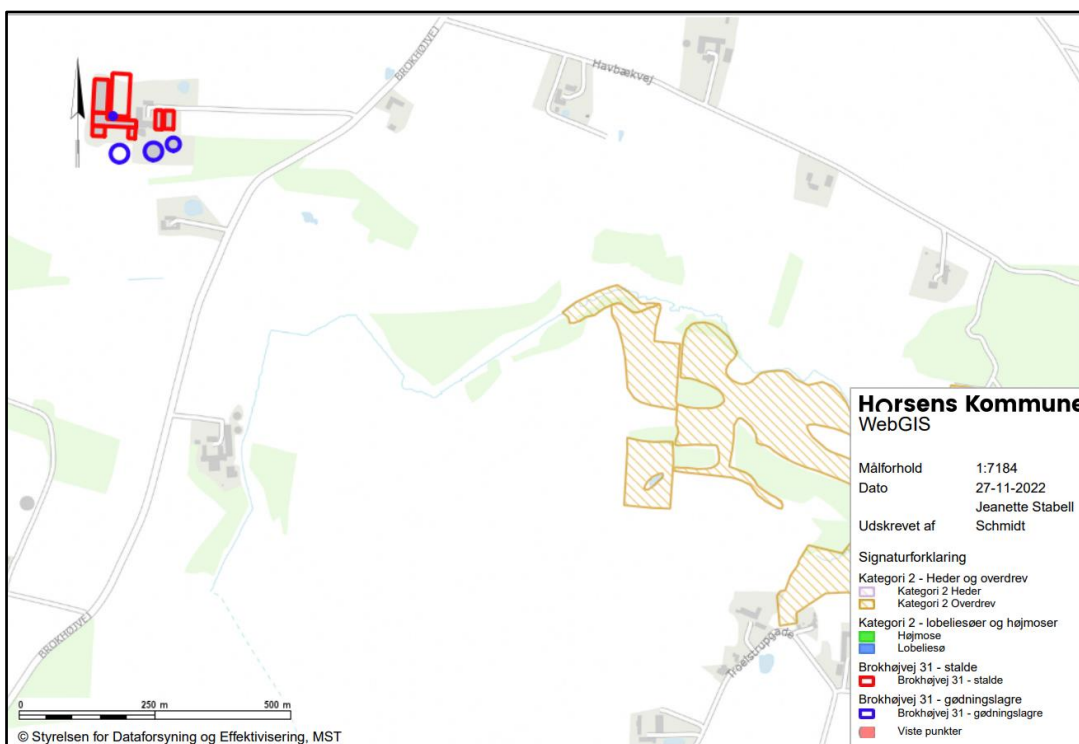 BROKHØJVEJ
Havbækvej
BROKHØJVEJ
Troelstrupgade
Horsens Kommune
WebGIS
Målforhold 1:7184
Dato 27-11-2022
Jeanette Stabell
Udskrevet af Schmidt
Signaturforklaring
Kategori 2 - Heder og overdrev
Kategori 2 Heder
Kategori 2 Overdrev
Kategori 2 - lobeliesøer og højmoser
Højmose
Lobeliesø
Brokhøjvej 31 - stalde
Brokhøjvej 31 - stalde
Brokhøjvej 31 - gødningslagre
Brokhøjvej 31 - gødningslagre
Viste punkter
0 250 m 500 m
© Styrelsen for Dataforsyning og Effektivisering, MST